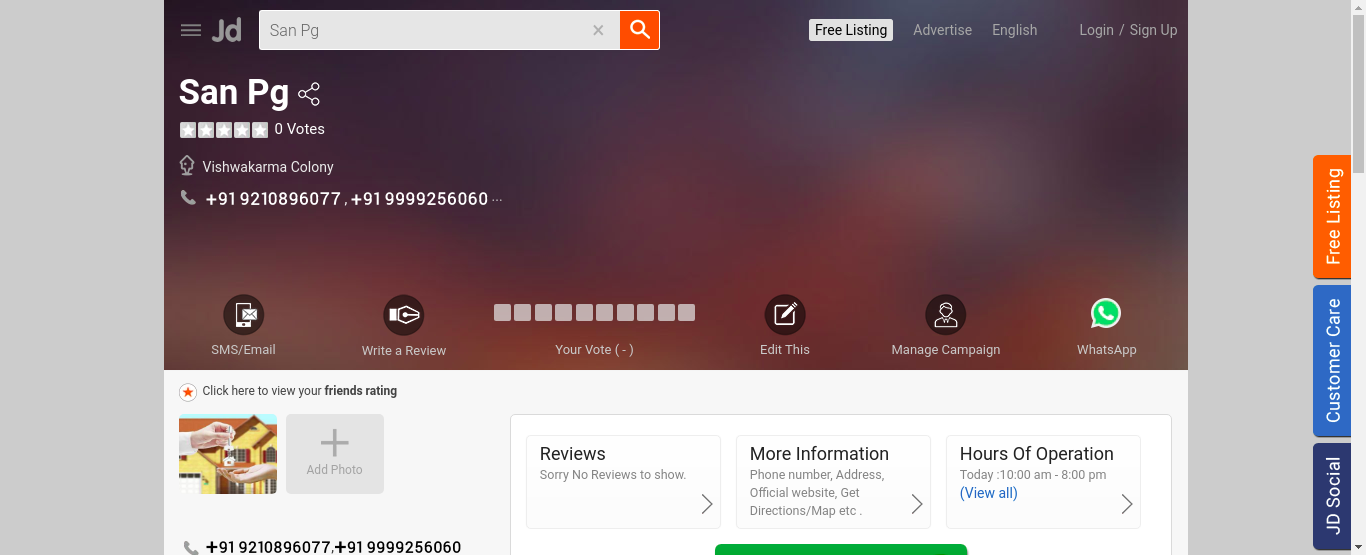 Jd
San Pg
Free Listing
Advertise
English
Login / Sign Up
San Pg
0 Votes
Vishwakarma Colony
+91 9210896077 , +91 9999256060 ...
SMS/Email
Write a Review
Your Vote ( - )
Edit This
Manage Campaign
WhatsApp
Click here to view your friends rating
Add Photo
Reviews
Sorry No Reviews to show.
More Information
Phone number, Address,
Official website, Get
Directions/Map etc .
Hours Of Operation
Today :10:00 am - 8:00 pm
(View all)
+91 9210896077,+91 9999256060
Free Listing
Customer Care
JD Social